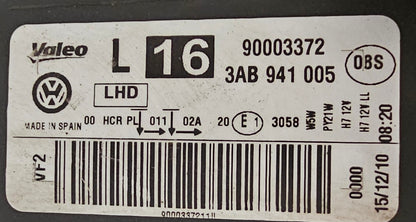 Valeo L 16 90003372 OBS
3AB 941 005
LHD
MADE IN SPAIN 00 HCR PL 011 02A 20 E1 3058
W5W
PY21W
H7 12V
H7 12V LL
08:20
VF2
0000
15/12/10
9000337211